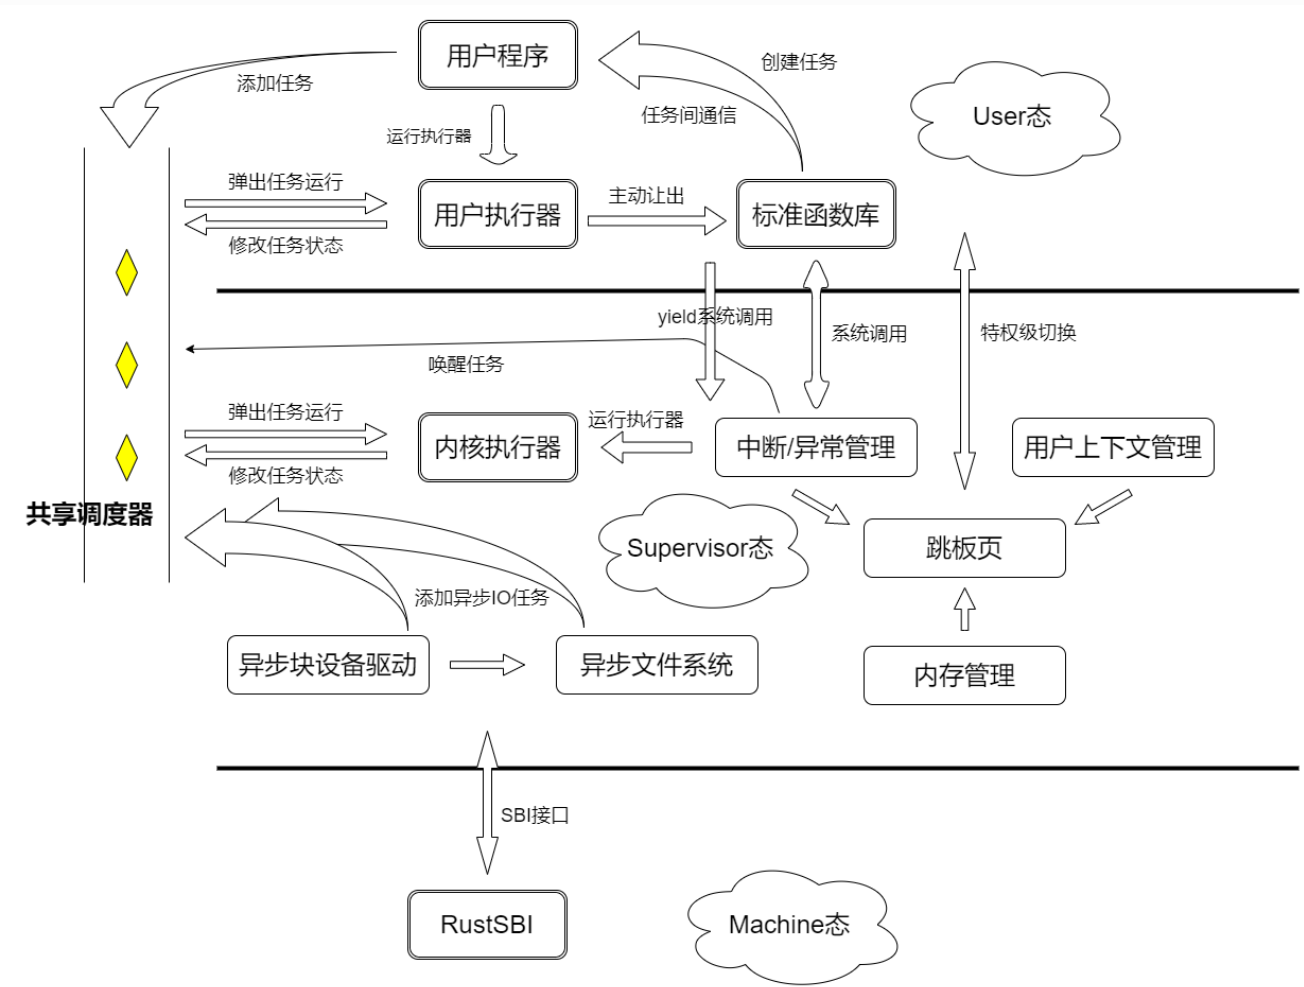 用户程序
创建任务
添加任务
任务间通信
User态
运行执行器
弹出任务运行
主动让出
用户执行器
标准函数库
修改任务状态
yield系统调用
系统调用
特权级切换
唤醒任务
弹出任务运行
运行执行器
内核执行器
中断/异常管理
用户上下文管理
修改任务状态
共享调度器
Supervisor态
跳板页
添加异步IO任务
异步块设备驱动
异步文件系统
内存管理
SBI接口
RustSBI
Machine态